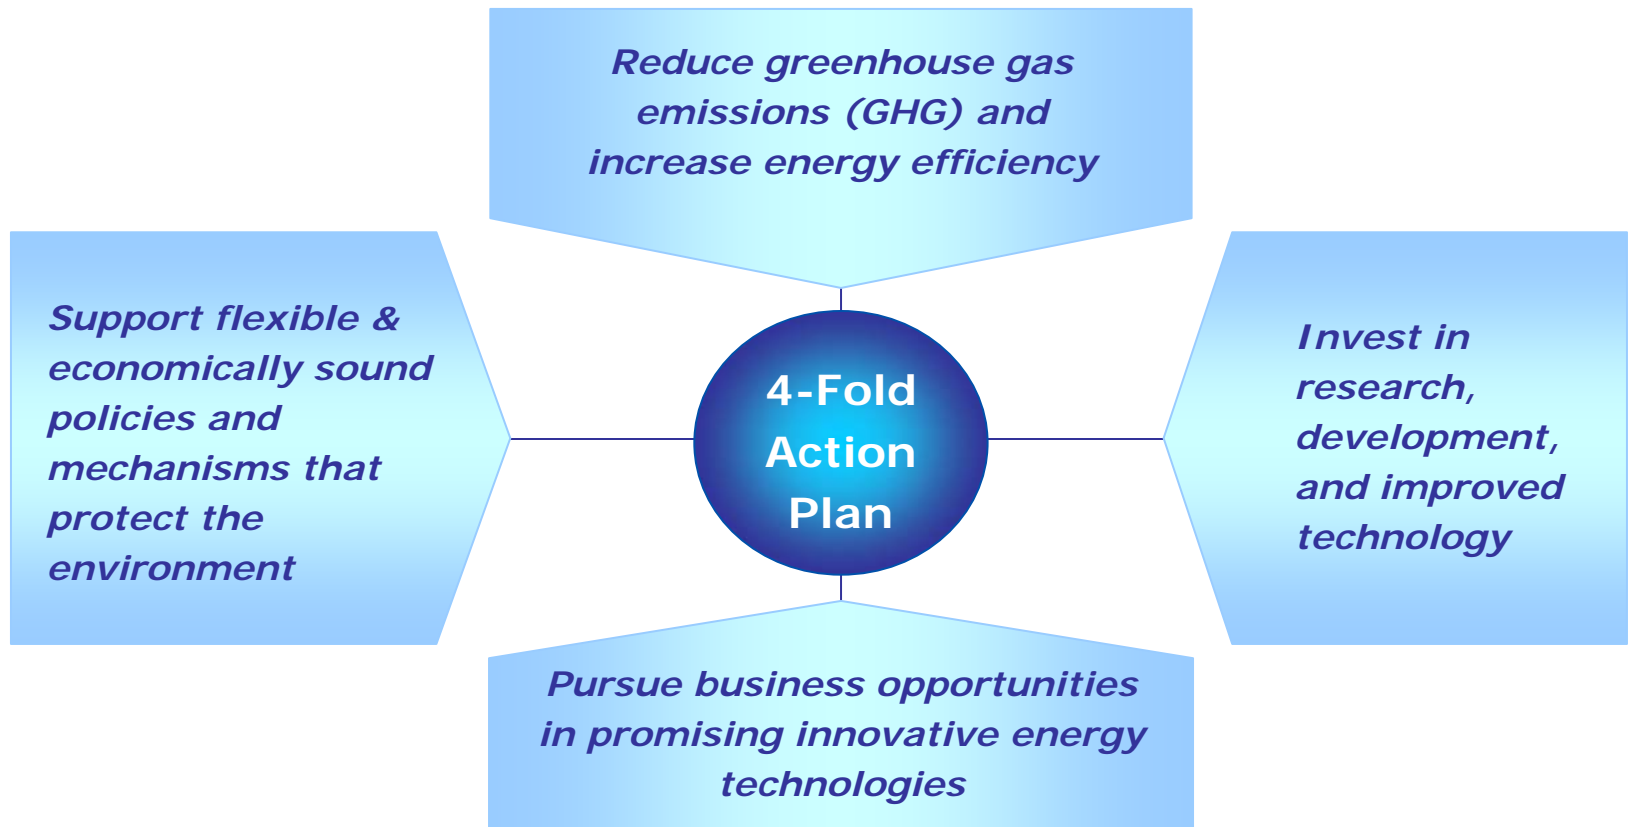 Reduce greenhouse gas
emissions (GHG) and
increase energy efficiency
Support flexible &
economically sound
policies and
mechanisms that
protect the
environment
4-Fold
Action
Plan
Invest in
research,
development,
and improved
technology
Pursue business opportunities
in promising innovative energy
technologies